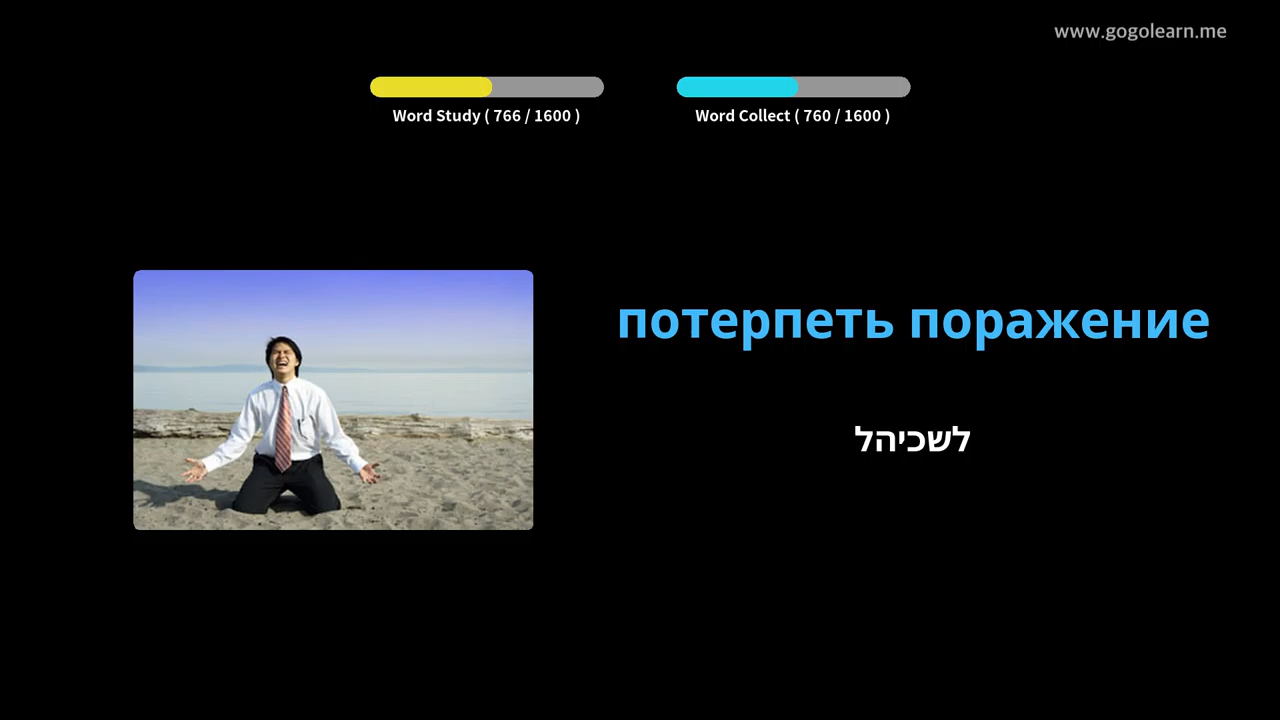 www.gogolearn.me
Word Study ( 766 / 1600 )
Word Collect ( 760 / 1600 )
потерпеть поражение
לשכיהל